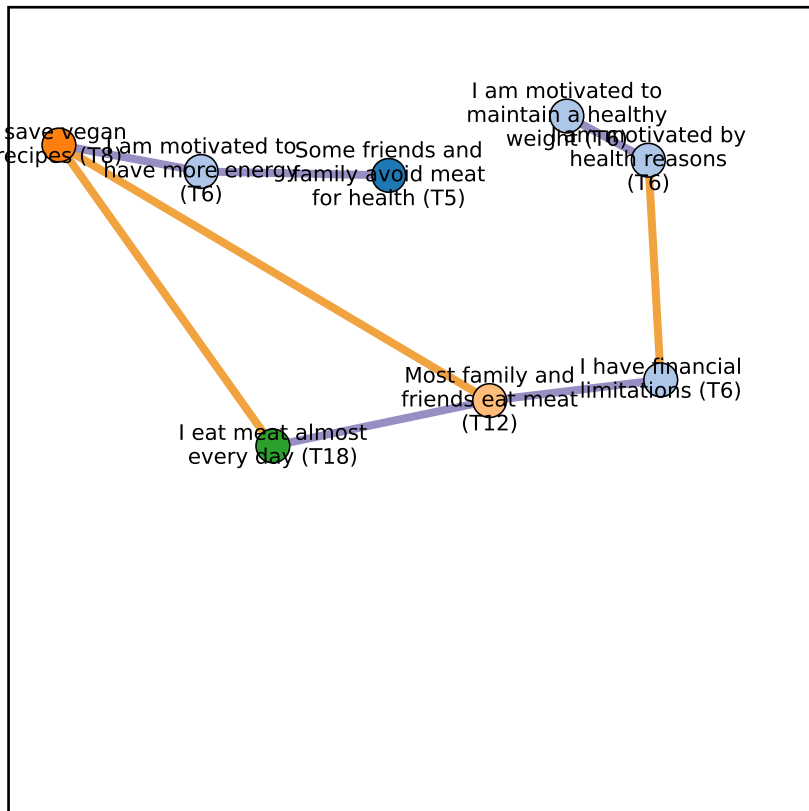 save vegan
recipes (T8)
am motivated to
have more energy
(T6)
Some friends and
family avoid meat
for health (T5)
I am motivated to
maintain a healthy
weight (T6)
I am motivated by
health reasons
(T6)
I have financial
limitations (T6)
Most family and
friends eat meat
(T12)
I eat meat almost
every day (T18)